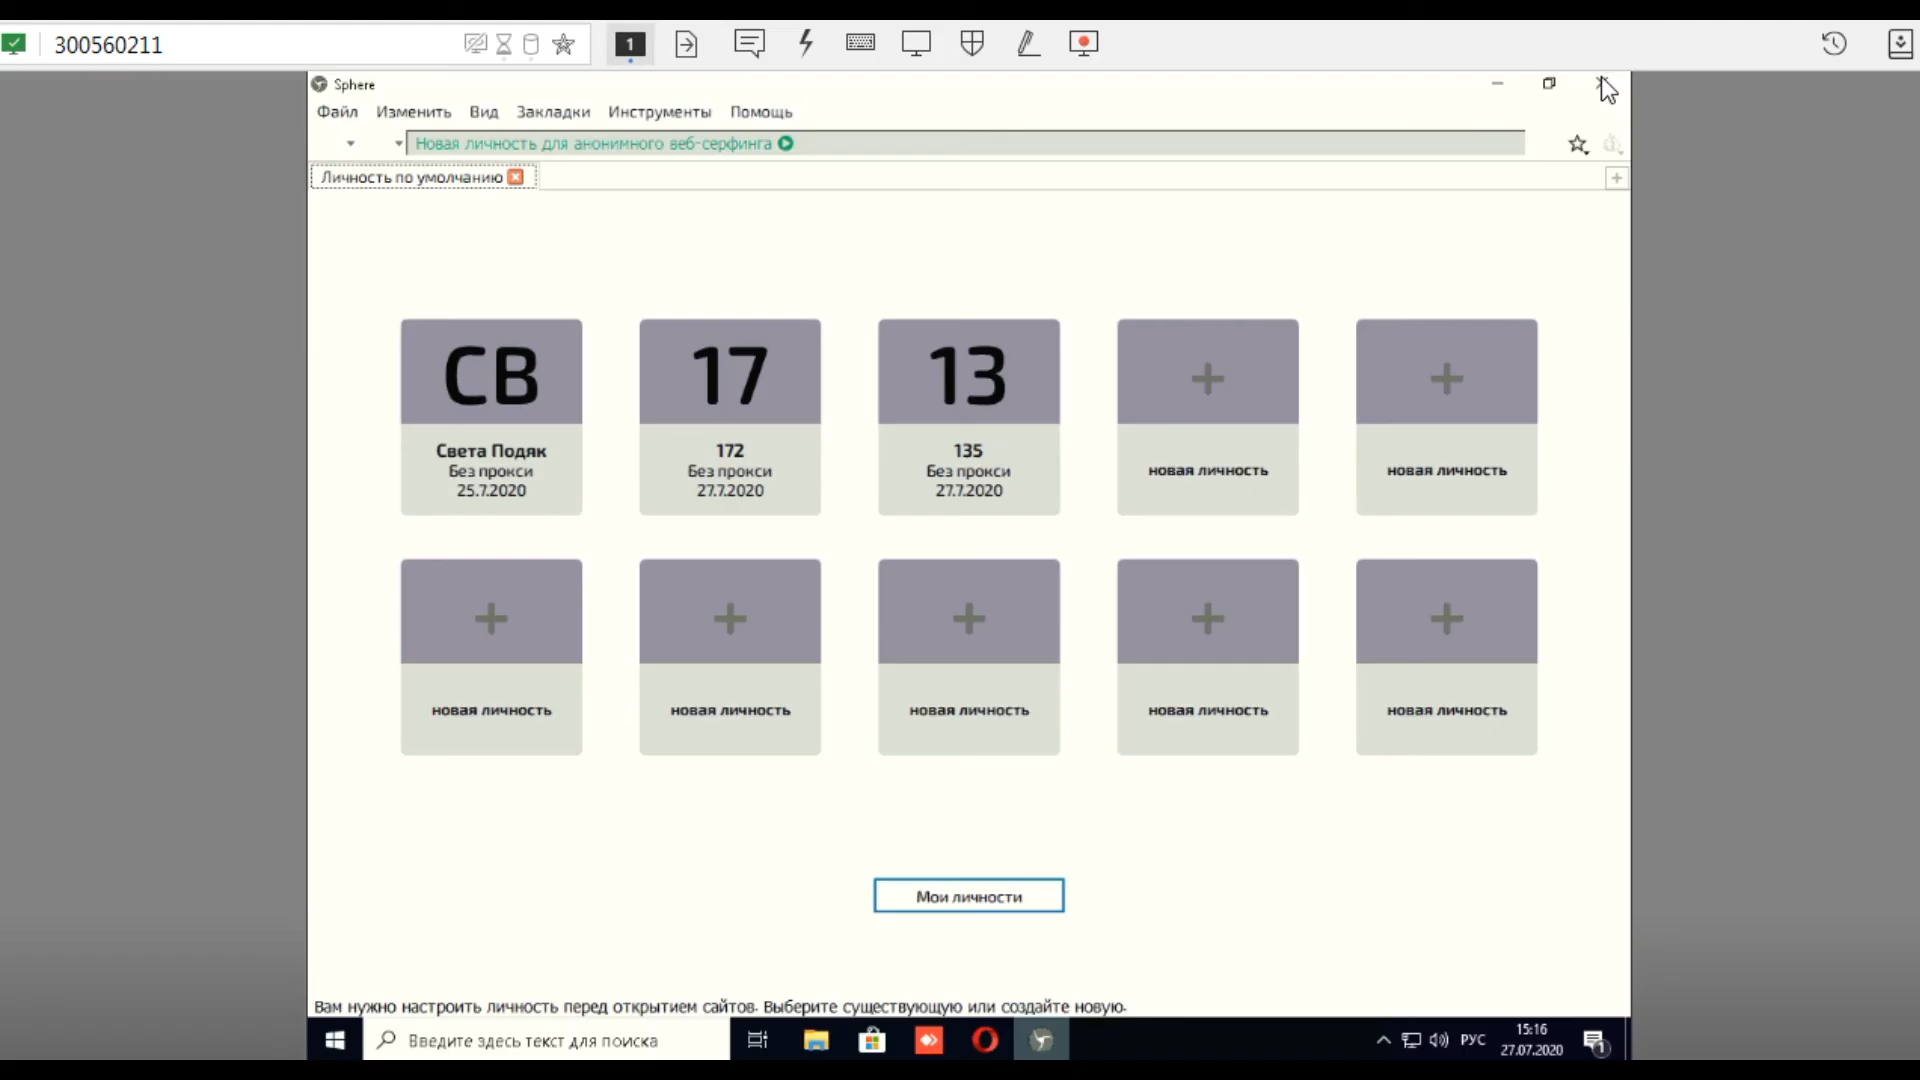 300560211
1
Sphere
Файл Изменить Вид Закладки Инструменты Помощь
Новая личность для анонимного веб-серфинга
Личность по умолчанию
СВ
Света Подяк
Без прокси
25.7.2020
17
172
Без прокси
27.7.2020
13
135
Без прокси
27.7.2020
новая личность
новая личность
новая личность
новая личность
новая личность
новая личность
новая личность
Мои личности
Вам нужно настроить личность перед открытием сайтов. Выберите существующую или создайте новую.
Введите здесь текст для поиска
РУС
15:16
27.07.2020
1